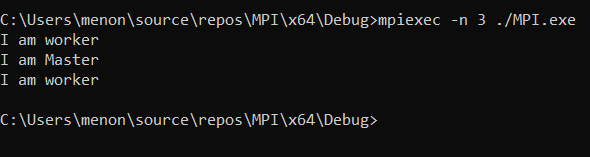 C:\Users\menon\source\repos\MPI\x64\Debug>mpiexec -n 3 ./MPI.exe
I am worker
I am Master
I am worker
C:\Users\menon\source\repos\MPI\x64\Debug>